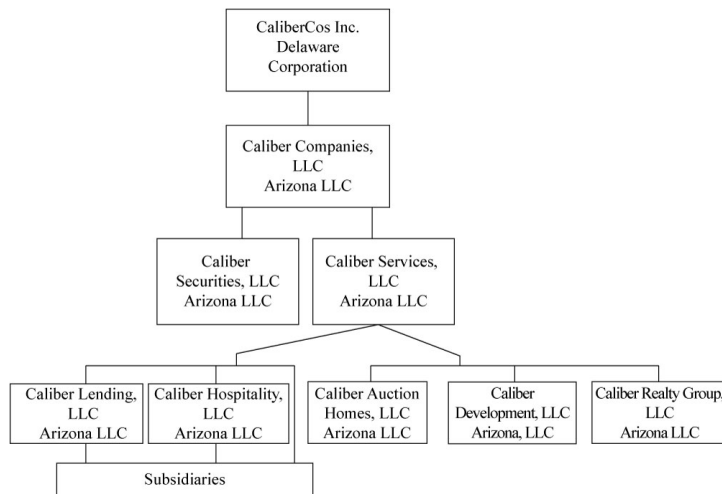 CaliberCos Inc.
Delaware
Corporation
Caliber Companies,
LLC
Arizona LLC
Caliber
Securities, LLC
Arizona LLC
Caliber Services,
LLC
Arizona LLC
Caliber Lending,
LLC
Arizona LLC
Caliber Hospitality,
LLC
Arizona LLC
Caliber Auction
Homes, LLC
Arizona LLC
Caliber
Development, LLC
Arizona, LLC
Caliber Realty Group,
LLC
Arizona LLC
Subsidiaries